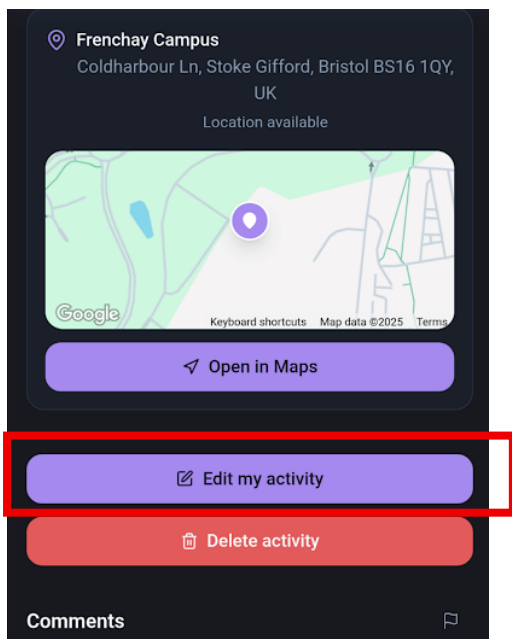 Frenchay Campus
Coldharbour Ln, Stoke Gifford, Bristol BS16 1QY,
UK
Location available
Google
Keyboard shortcuts Map data ©2025 Terms
Open in Maps
Edit my activity
Delete activity
Comments